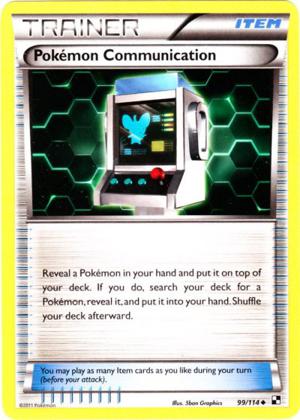 TRAINER
ITEM
Pokémon Communication
Reveal a Pokémon in your hand and put it on top of
your deck. If you do, search your deck for a
Pokémon, reveal it, and put it into your hand. Shuffle
your deck afterward.
You may play as many Item cards as you like during your turn
(before your attack).
©2011 Pokémon
Illus. 5ban Graphics
99/114